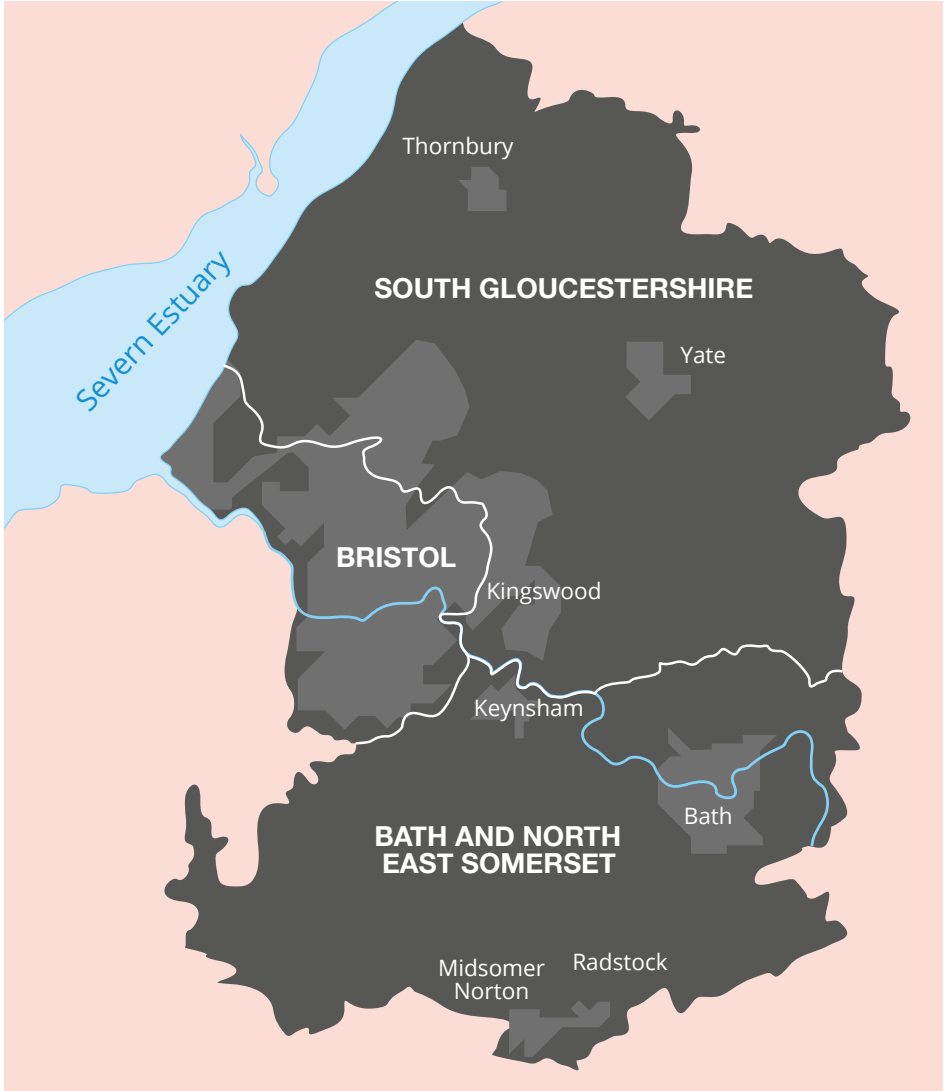 Thornbury
SOUTH GLOUCESTERSHIRE
Severn Estuary
Yate
BRISTOL
Kingswood
Keynsham
Bath
BATH AND NORTH
EAST SOMERSET
Midsomer
Norton
Radstock